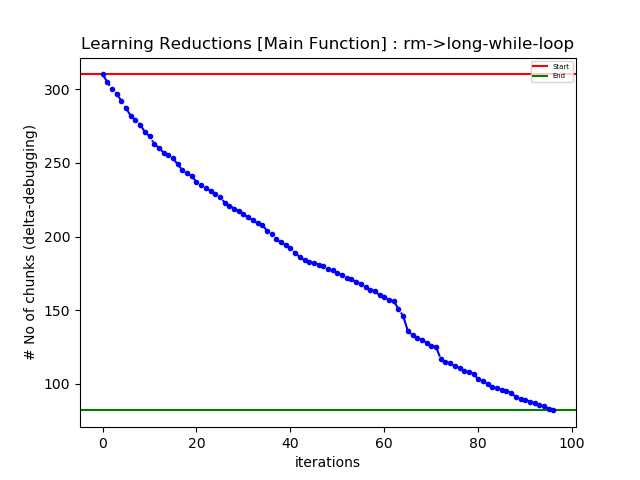 Learning Reductions [Main Function] : rm->long-while-loop
Start
End
300
250
200
150
100
# No of chunks (delta-debugging)
0 20 40 60 80 100
iterations